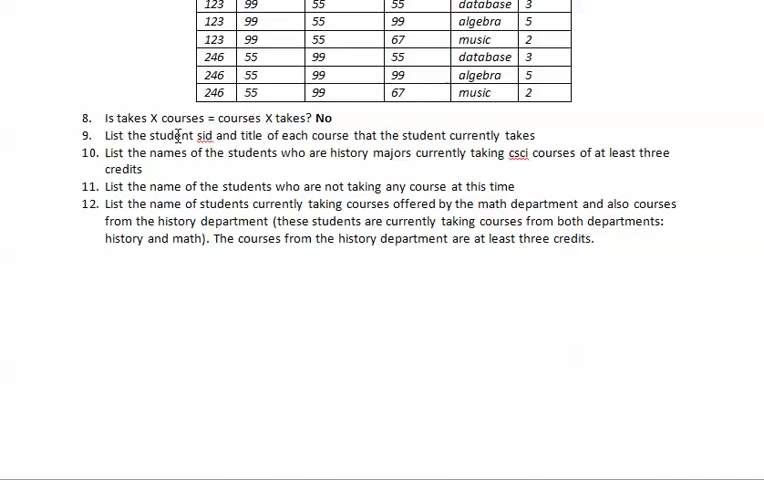 123 99 55 55 database 3
123 99 55 99 algebra 5
123 99 55 67 music 2
246 55 99 55 database 3
246 55 99 99 algebra 5
246 55 99 67 music 2
8. Is takes X courses = courses X takes? No
9. List the student sid and title of each course that the student currently takes
10. List the names of the students who are history majors currently taking csci courses of at least three
credits
11. List the name of the students who are not taking any course at this time
12. List the name of students currently taking courses offered by the math department and also courses
from the history department (these students are currently taking courses from both departments:
history and math). The courses from the history department are at least three credits.